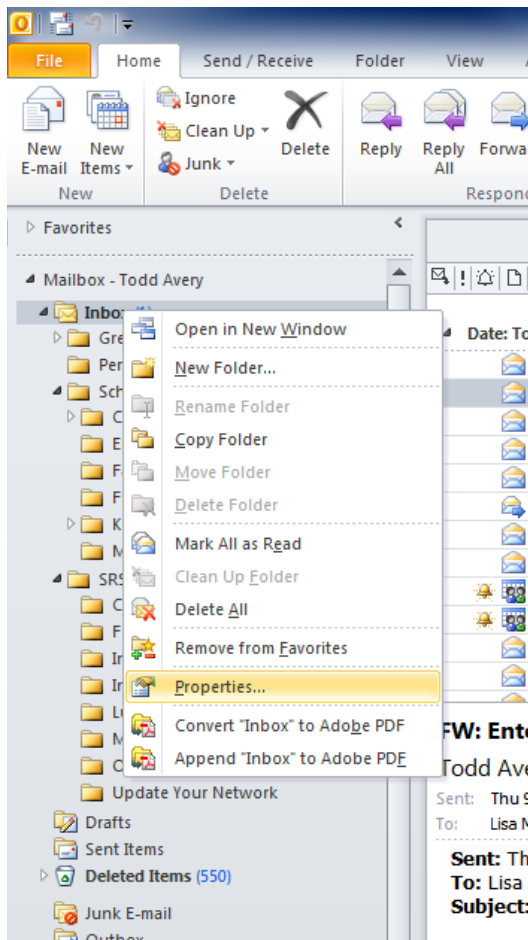 File Home Send / Receive Folder View
Ignore
Clean Up
Junk
New E-mail
New Items
Delete
Reply
Reply All
New
Delete
Favorites
Mailbox - Todd Avery
Inbox
Open in New Window
New Folder...
Rename Folder
Copy Folder
Move Folder
Delete Folder
Mark All as Read
Clean Up Folder
Delete All
Remove from Favorites
Properties...
Convert "Inbox" to Adobe PDF
Append "Inbox" to Adobe PDF
Update Your Network
Drafts
Sent Items
Deleted Items (550)
Junk E-mail
Outbox
Date: To
FW: Ente
Todd Ave
Sent: Thu 9
To: Lisa M
Sent: Th
To: Lisa
Subject: